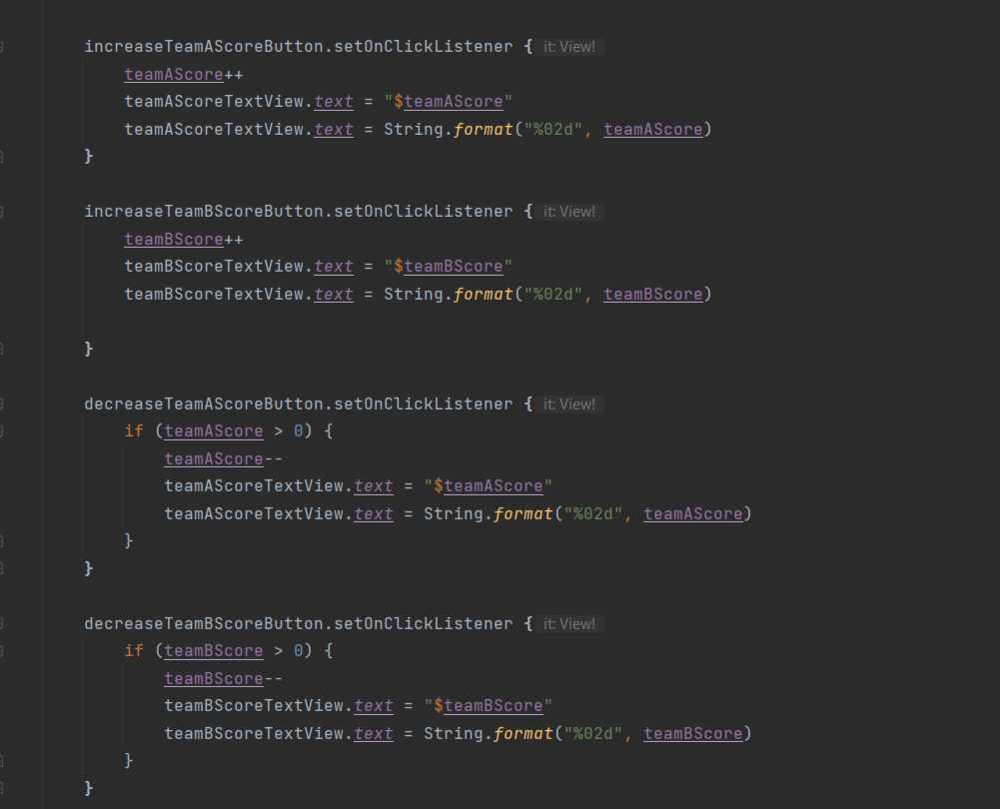 increaseTeamAScoreButton.setOnClickListener { it: View!
    teamAScore++
    teamAScoreTextView.text = "$teamAScore"
    teamAScoreTextView.text = String.format("%02d", teamAScore)
}
increaseTeamBScoreButton.setOnClickListener { it: View!
    teamBScore++
    teamBScoreTextView.text = "$teamBScore"
    teamBScoreTextView.text = String.format("%02d", teamBScore)
}
decreaseTeamAScoreButton.setOnClickListener { it: View!
    if (teamAScore > 0) {
        teamAScore--
        teamAScoreTextView.text = "$teamAScore"
        teamAScoreTextView.text = String.format("%02d", teamAScore)
    }
}
decreaseTeamBScoreButton.setOnClickListener { it: View!
    if (teamBScore > 0) {
        teamBScore--
        teamBScoreTextView.text = "$teamBScore"
        teamBScoreTextView.text = String.format("%02d", teamBScore)
    }
}